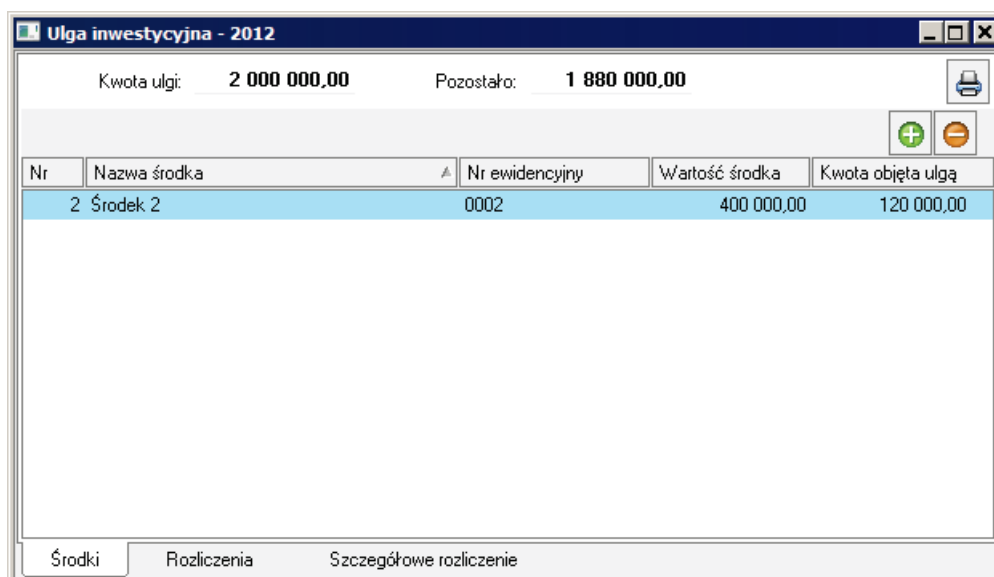 Ulga inwestycyjna - 2012
Kwota ulgi: 2 000 000,00 Pozostało: 1 880 000,00
Nr Nazwa środka Nr ewidencyjny Wartość środka Kwota objęta ulgą
2 Środek 2 0002 400 000,00 120 000,00
Środki Rozliczenia Szczegółowe rozliczenie